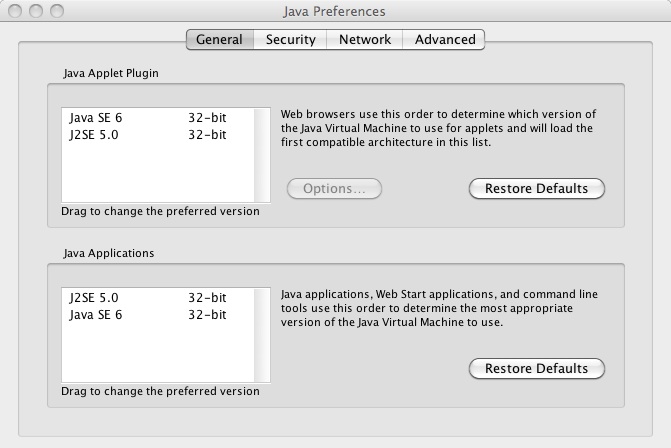 Java Preferences
General Security Network Advanced
Java Applet Plugin
Java SE 6 32-bit
J2SE 5.0 32-bit
Web browsers use this order to determine which version of
the Java Virtual Machine to use for applets and will load the
first compatible architecture in this list.
Options... Restore Defaults
Drag to change the preferred version
Java Applications
J2SE 5.0 32-bit
Java SE 6 32-bit
Java applications, Web Start applications, and command line
tools use this order to determine the most appropriate
version of the Java Virtual Machine to use.
Restore Defaults
Drag to change the preferred version